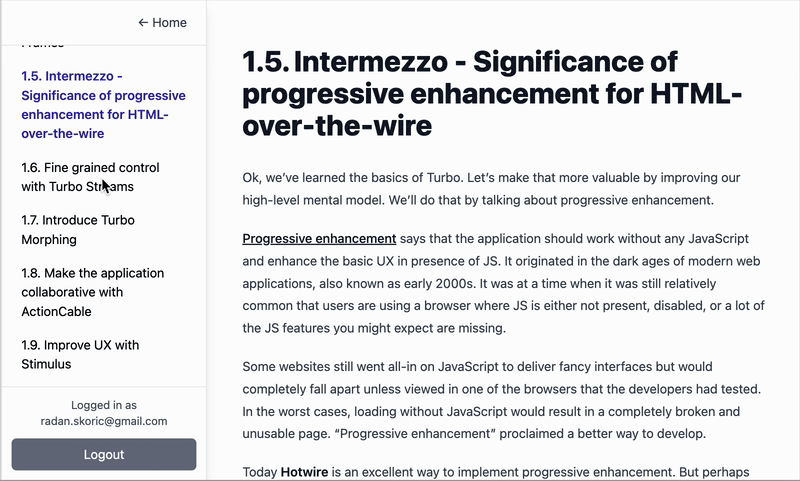 ← Home
Frames
1.5. Intermezzo -
Significance of progressive
enhancement for HTML-
over-the-wire
1.6. Fine grained control
with Turbo Streams
1.7. Introduce Turbo
Morphing
1.8. Make the application
collaborative with
ActionCable
1.9. Improve UX with
Stimulus
Logged in as
radan.skoric@gmail.com
Logout
1.5. Intermezzo - Significance of
progressive enhancement for HTML-
over-the-wire
Ok, we’ve learned the basics of Turbo. Let’s make that more valuable by improving our
high-level mental model. We’ll do that by talking about progressive enhancement.
Progressive enhancement says that the application should work without any JavaScript
and enhance the basic UX in presence of JS. It originated in the dark ages of modern web
applications, also known as early 2000s. It was at a time when it was still relatively
common that users are using a browser where JS is either not present, disabled, or a lot of
the JS features you might expect are missing.
Some websites still went all-in on JavaScript to deliver fancy interfaces but would
completely fall apart unless viewed in one of the browsers that the developers had tested.
In the worst cases, loading without JavaScript would result in a completely broken and
unusable page. “Progressive enhancement” proclaimed a better way to develop.
Today Hotwire is an excellent way to implement progressive enhancement. But perhaps